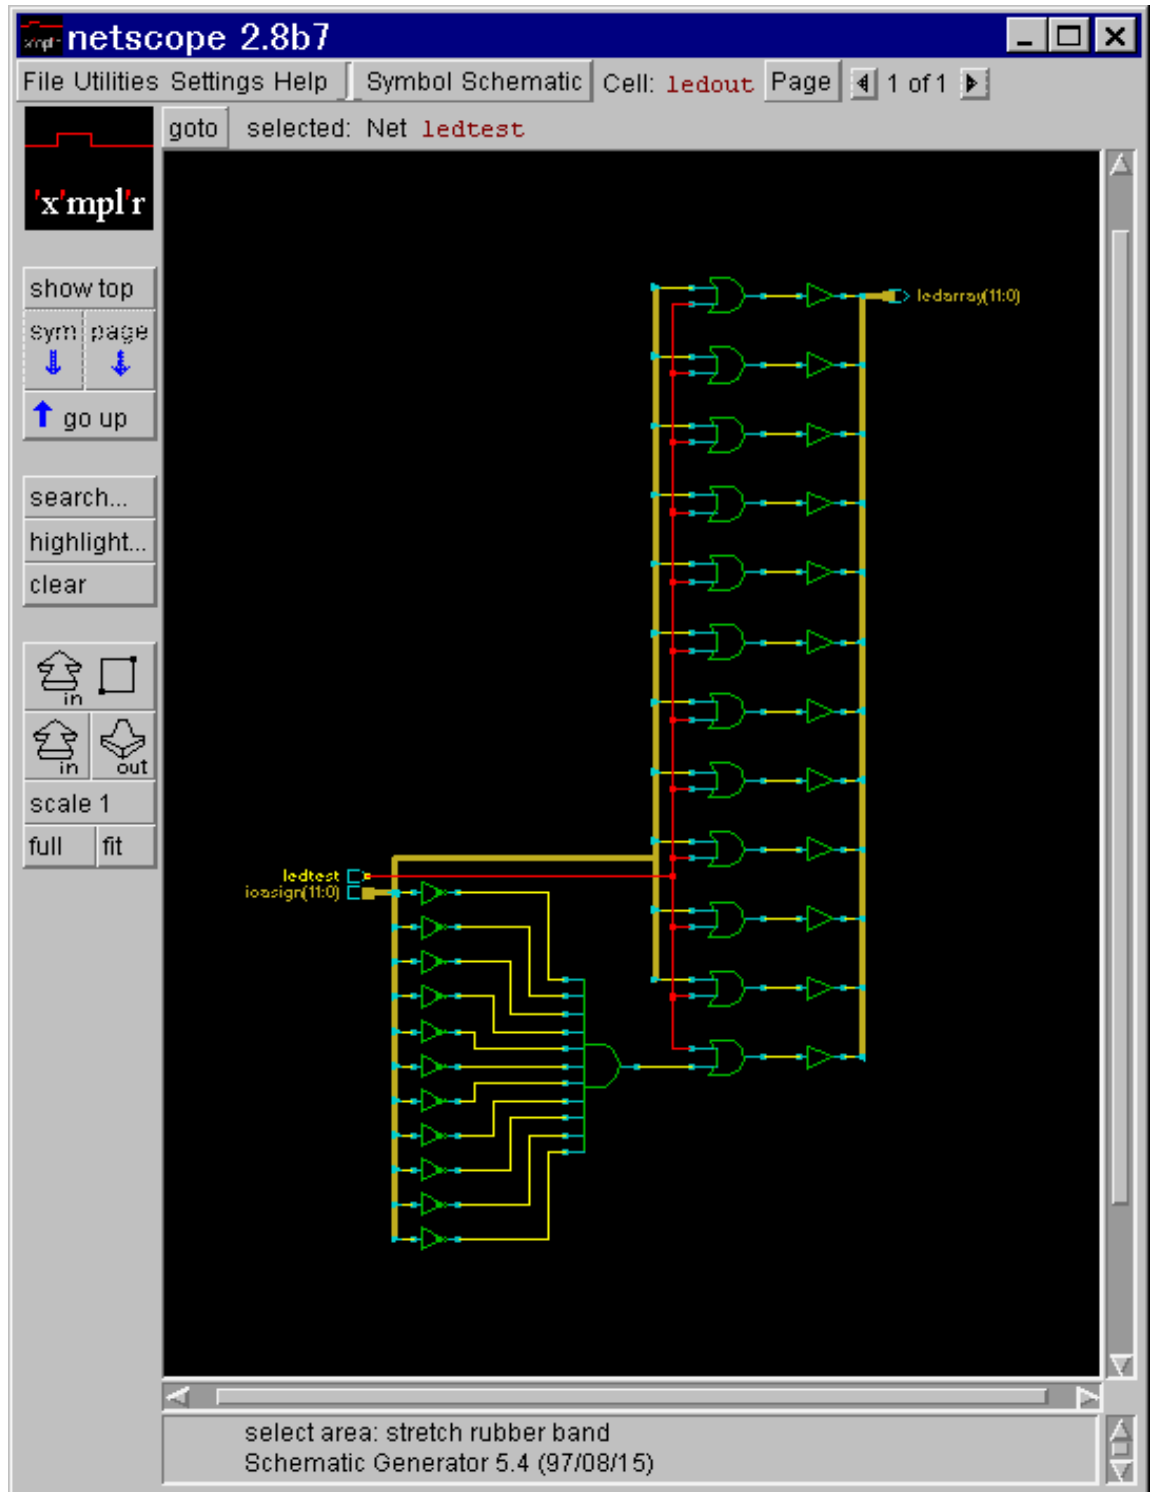 netscope 2.8b7
File Utilities Settings Help Symbol Schematic Cell: ledout Page 1 of 1
goto selected: Net ledtest
'x'mpl'r
show top
sym page
go up
search...
highlight...
clear
in
in out
scale 1
full fit
ledarray(11:0)
ledtest
ioasign(11:0)
select area: stretch rubber band
Schematic Generator 5.4 (97/08/15)